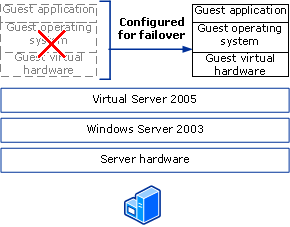 Guest application
Guest operating
system
Guest virtual
hardware
Configured
for failover
Guest application
Guest operating
system
Guest virtual
hardware
Virtual Server 2005
Windows Server 2003
Server hardware